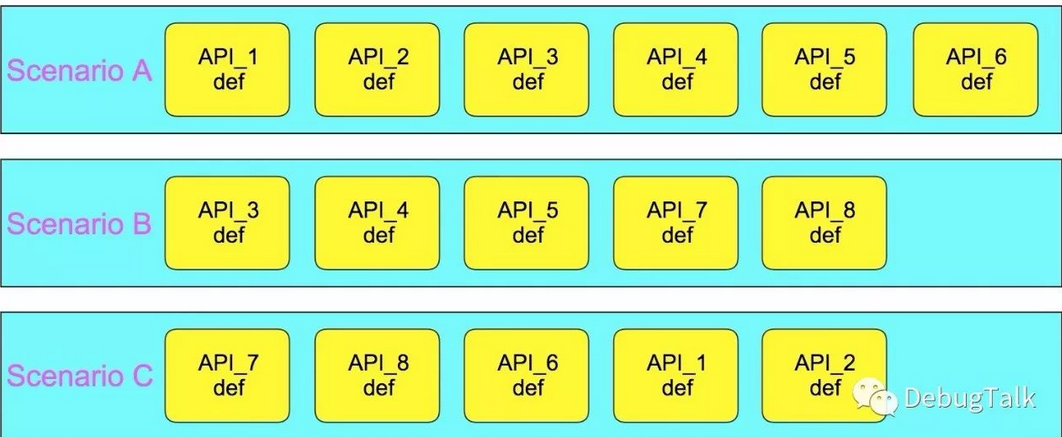 Scenario A
API_1
def
API_2
def
API_3
def
API_4
def
API_5
def
API_6
def
Scenario B
API_3
def
API_4
def
API_5
def
API_7
def
API_8
def
Scenario C
API_7
def
API_8
def
API_6
def
API_1
def
API_2
def
DebugTalk